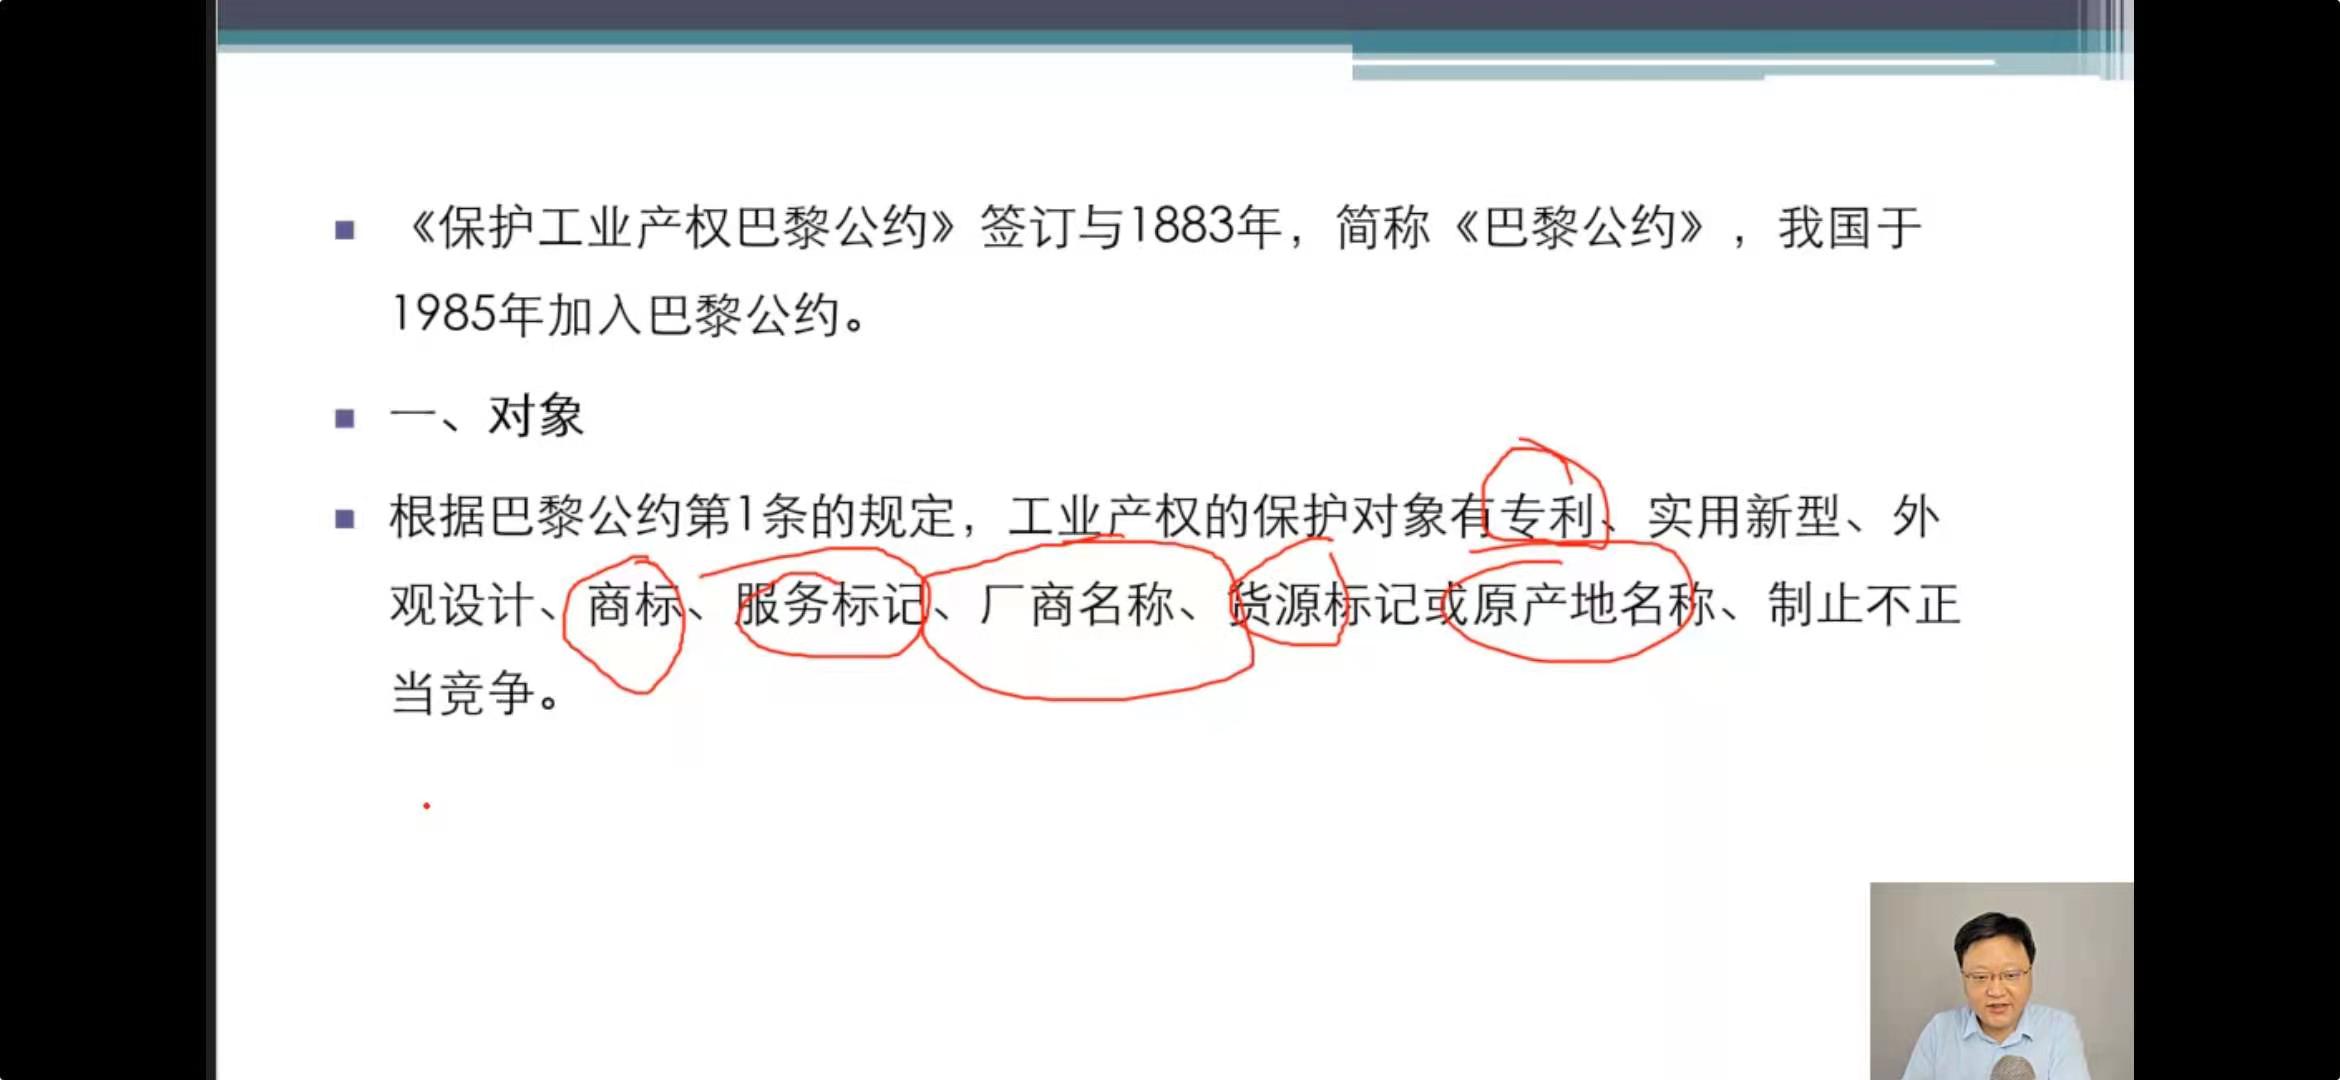 《保护工业产权巴黎公约》签订与1883年，简称《巴黎公约》，我国于
1985年加入巴黎公约。
一、对象
根据巴黎公约第1条的规定，工业产权的保护对象有专利、实用新型、外
观设计、商标、服务标记、厂商名称、货源标记或原产地名称、制止不正
当竞争。